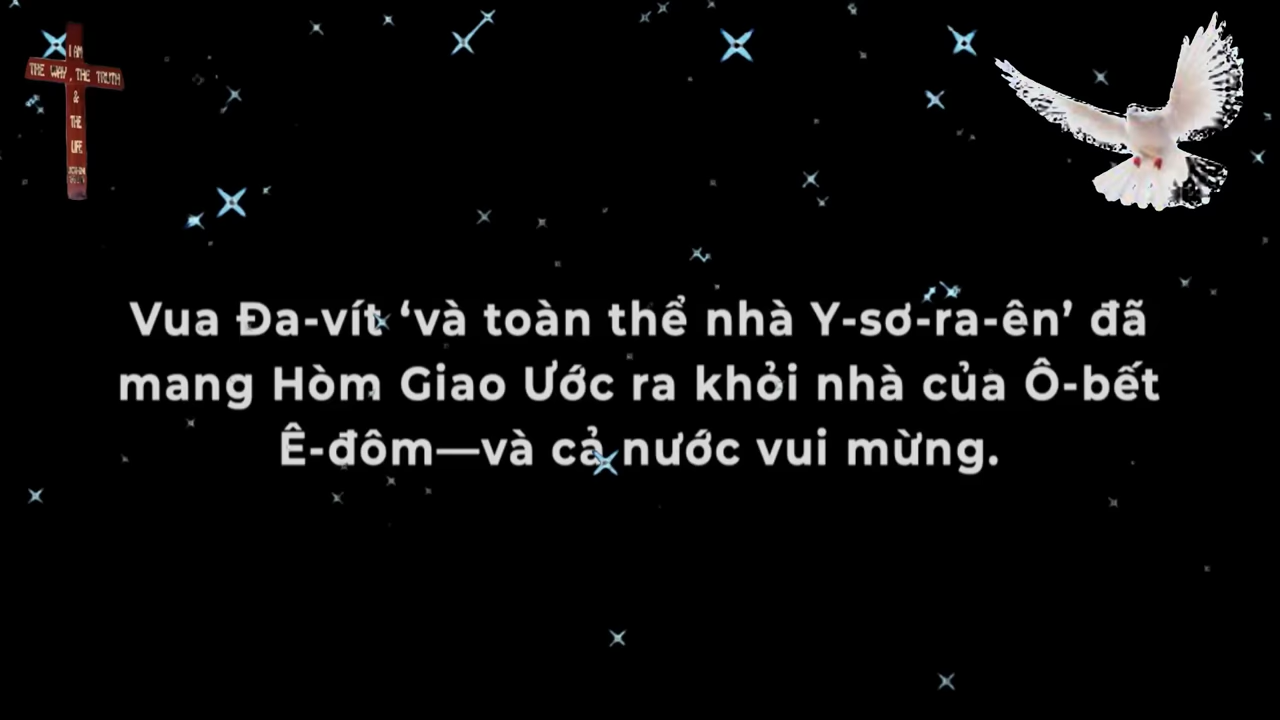 I AM
THE WAY, THE TRUTH
&
THE
LIFE
Vua Đa-vít ‘và toàn thể nhà Y-sơ-ra-ên’ đã
mang Hòm Giao Ước ra khỏi nhà của Ô-bết
Ê-đôm—và cả nước vui mừng.